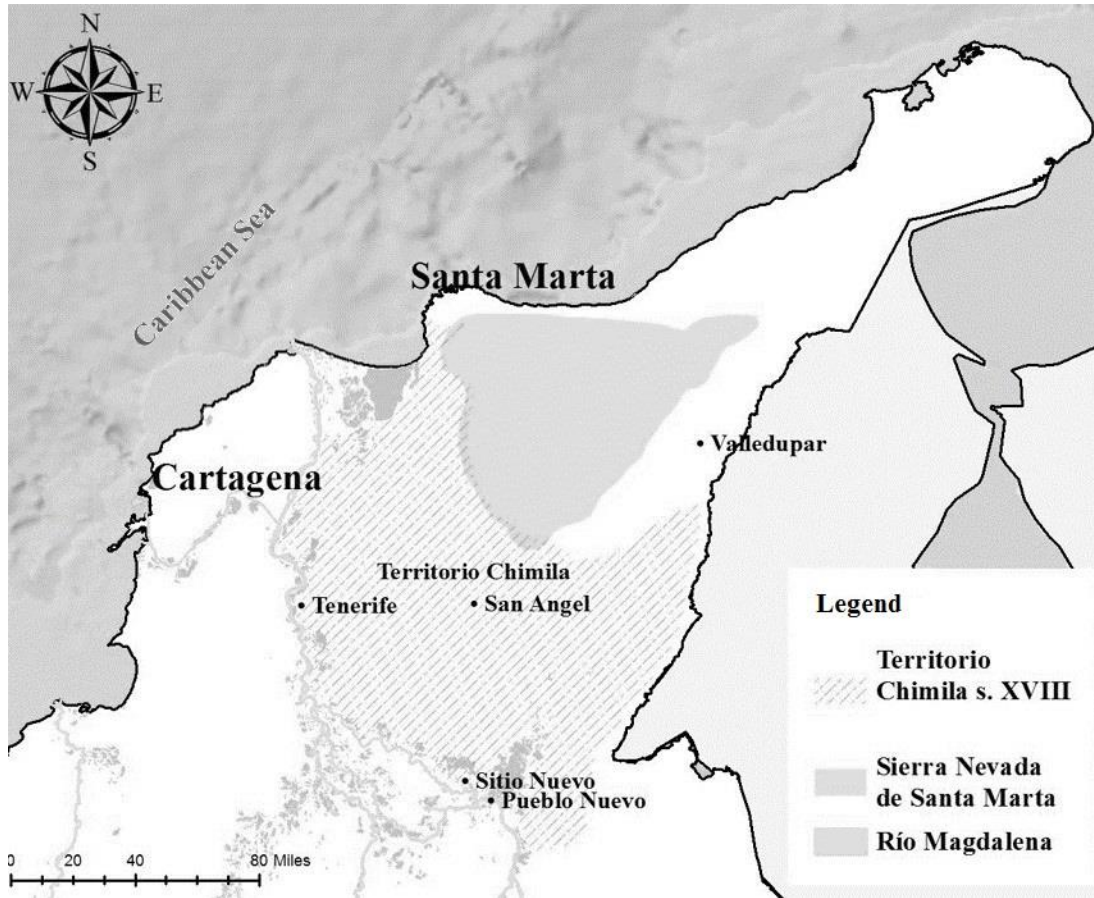 N
W E
S
Caribbean Sea
Santa Marta
Cartagena
Valledupar
Territorio Chimila
Tenerife
San Angel
Sitio Nuevo
Pueblo Nuevo
Legend
Territorio
Chimila s. XVIII
Sierra Nevada
de Santa Marta
Río Magdalena
0 20 40 80 Miles